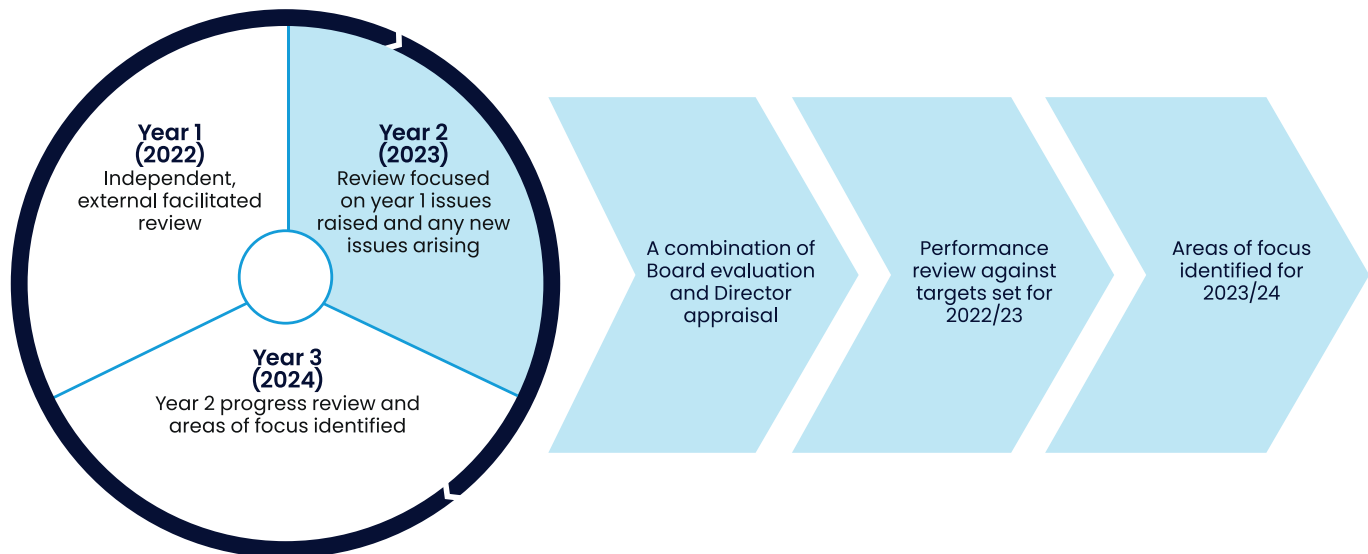 Year 1
(2022)
Independent,
external facilitated
review
Year 2
(2023)
Review focused
on year 1 issues
raised and any new
issues arising
Year 3
(2024)
Year 2 progress review and
areas of focus identified
A combination of
Board evaluation
and Director
appraisal
Performance
review against
targets set for
2022/23
Areas of focus
identified for
2023/24